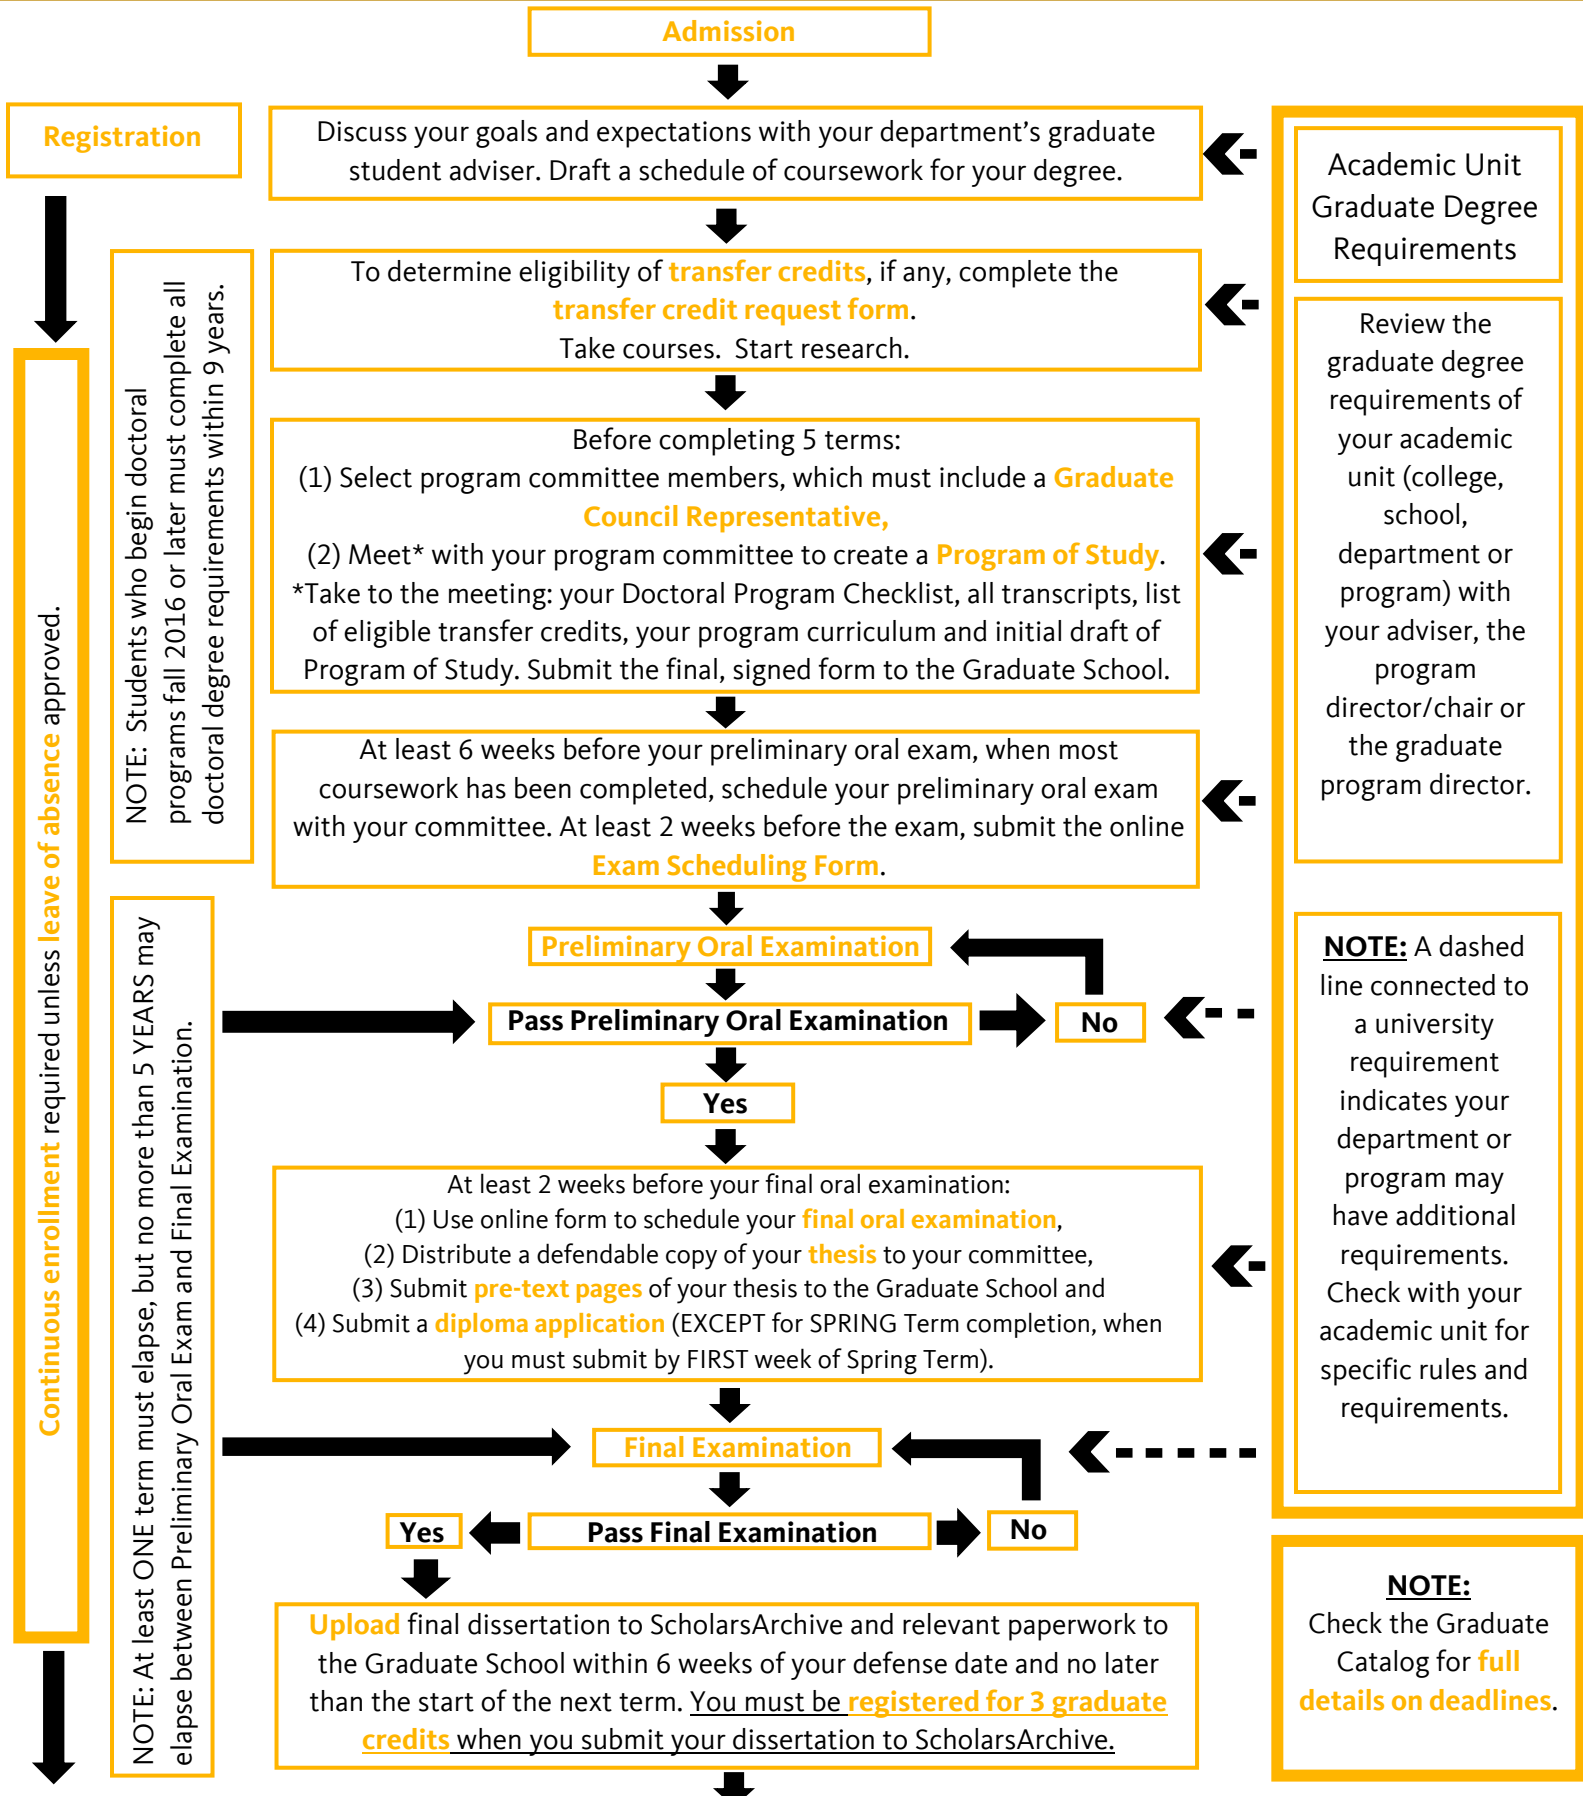 Admission
Registration
Discuss your goals and expectations with your department’s graduate
student adviser. Draft a schedule of coursework for your degree.
To determine eligibility of transfer credits, if any, complete the
transfer credit request form.
Take courses.  Start research.
Before completing 5 terms:
(1) Select program committee members, which must include a Graduate
Council Representative,
(2) Meet* with your program committee to create a Program of Study.
*Take to the meeting: your Doctoral Program Checklist, all transcripts, list
of eligible transfer credits, your program curriculum and initial draft of
Program of Study. Submit the final, signed form to the Graduate School.
At least 6 weeks before your preliminary oral exam, when most
coursework has been completed, schedule your preliminary oral exam
with your committee. At least 2 weeks before the exam, submit the online
Exam Scheduling Form.
Preliminary Oral Examination
Pass Preliminary Oral Examination
No
Yes
At least 2 weeks before your final oral examination:
(1) Use online form to schedule your final oral examination,
(2) Distribute a defendable copy of your thesis to your committee,
(3) Submit pre-text pages of your thesis to the Graduate School and
(4) Submit a diploma application (EXCEPT for SPRING Term completion, when
you must submit by FIRST week of Spring Term).
Final Examination
Yes
Pass Final Examination
No
Upload final dissertation to ScholarsArchive and relevant paperwork to
the Graduate School within 6 weeks of your defense date and no later
than the start of the next term. You must be registered for 3 graduate
credits when you submit your dissertation to ScholarsArchive.
Continuous enrollment required unless leave of absence approved.
NOTE:  Students who begin doctoral
programs fall 2016 or later must complete all
doctoral degree requirements within 9 years.
NOTE: At least ONE term must elapse, but no more than 5 YEARS may
elapse between Preliminary Oral Exam and Final Examination.
Academic Unit
Graduate Degree
Requirements
Review the
graduate degree
requirements of
your academic
unit (college,
school,
department or
program) with
your adviser, the
program
director/chair or
the graduate
program director.
NOTE: A dashed
line connected to
a university
requirement
indicates your
department or
program may
have additional
requirements.
Check with your
academic unit for
specific rules and
requirements.
NOTE:
Check the Graduate
Catalog for full
details on deadlines.